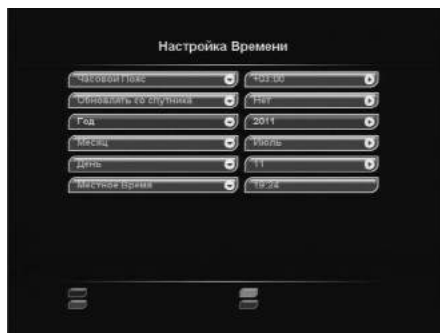 Настройка Времени
Часовой Пояс +03:00
Обновлять со спутника Нет
Год 2011
Месяц Июль
День 11
Местное Время 19:24